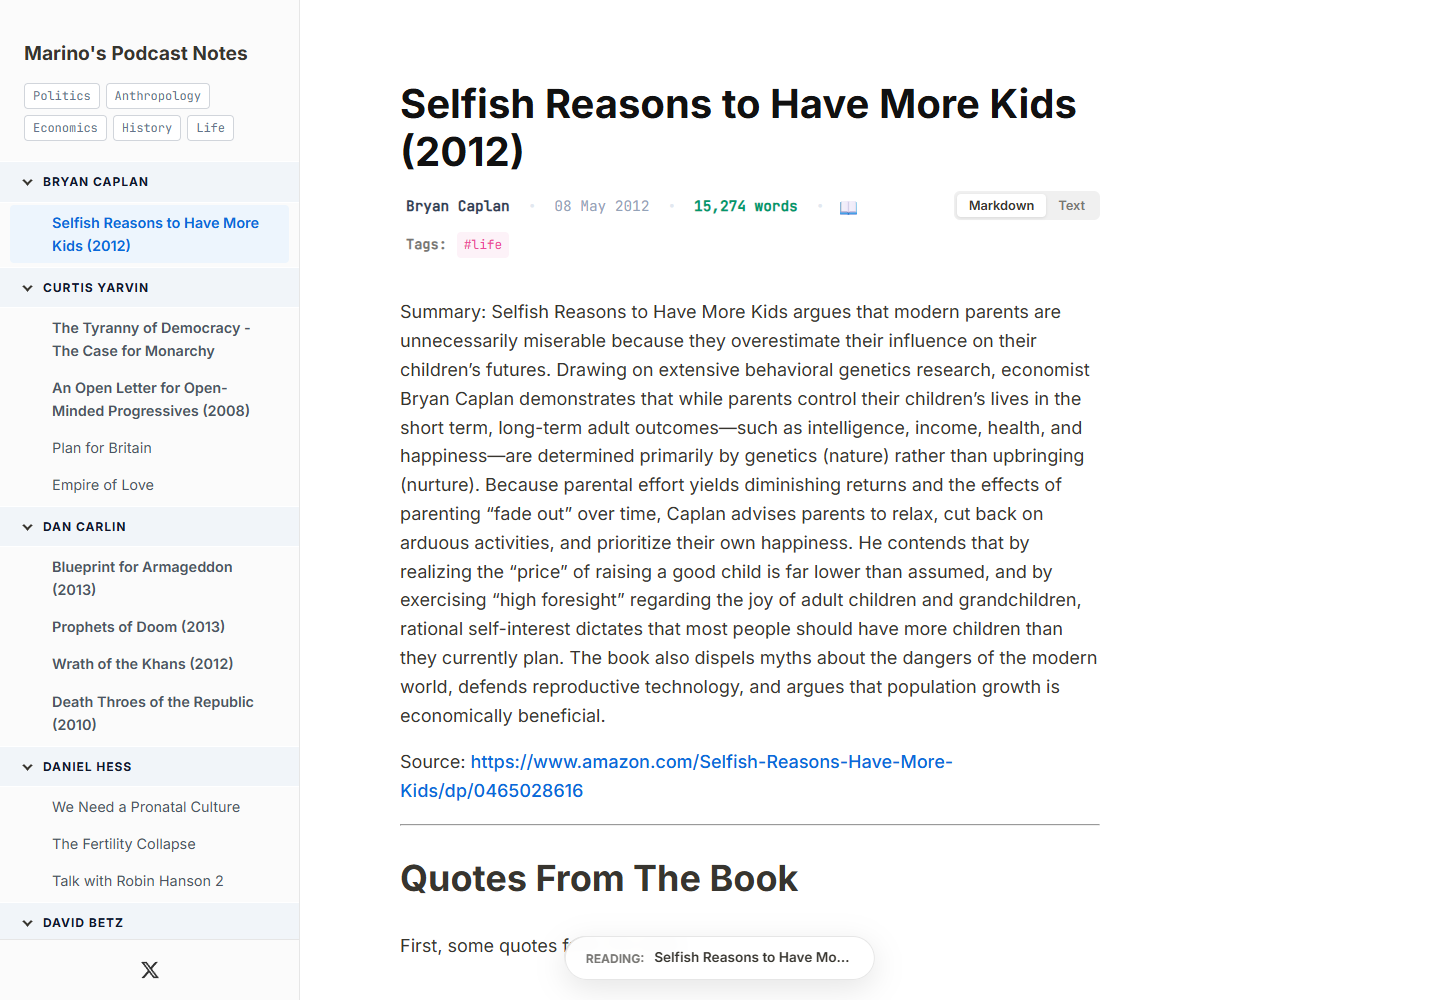 Marino's Podcast Notes
Politics Anthropology
Economics History Life
BRYAN CAPLAN
Selfish Reasons to Have More
Kids (2012)
CURTIS YARVIN
The Tyranny of Democracy -
The Case for Monarchy
An Open Letter for Open-
Minded Progressives (2008)
Plan for Britain
Empire of Love
DAN CARLIN
Blueprint for Armageddon
(2013)
Prophets of Doom (2013)
Wrath of the Khans (2012)
Death Throes of the Republic
(2010)
DANIEL HESS
We Need a Pronatal Culture
The Fertility Collapse
Talk with Robin Hanson 2
DAVID BETZ
Selfish Reasons to Have More Kids
(2012)
Bryan Caplan • 08 May 2012 • 15,274 words •
Markdown Text
Tags: #life
Summary: Selfish Reasons to Have More Kids argues that modern parents are
unnecessarily miserable because they overestimate their influence on their
children’s futures. Drawing on extensive behavioral genetics research, economist
Bryan Caplan demonstrates that while parents control their children’s lives in the
short term, long-term adult outcomes—such as intelligence, income, health, and
happiness—are determined primarily by genetics (nature) rather than upbringing
(nurture). Because parental effort yields diminishing returns and the effects of
parenting “fade out” over time, Caplan advises parents to relax, cut back on
arduous activities, and prioritize their own happiness. He contends that by
realizing the “price” of raising a good child is far lower than assumed, and by
exercising “high foresight” regarding the joy of adult children and grandchildren,
rational self-interest dictates that most people should have more children than
they currently plan. The book also dispels myths about the dangers of the modern
world, defends reproductive technology, and argues that population growth is
economically beneficial.
Source: https://www.amazon.com/Selfish-Reasons-Have-More-
Kids/dp/0465028616
Quotes From The Book
First, some quotes
READING: Selfish Reasons to Have Mo...